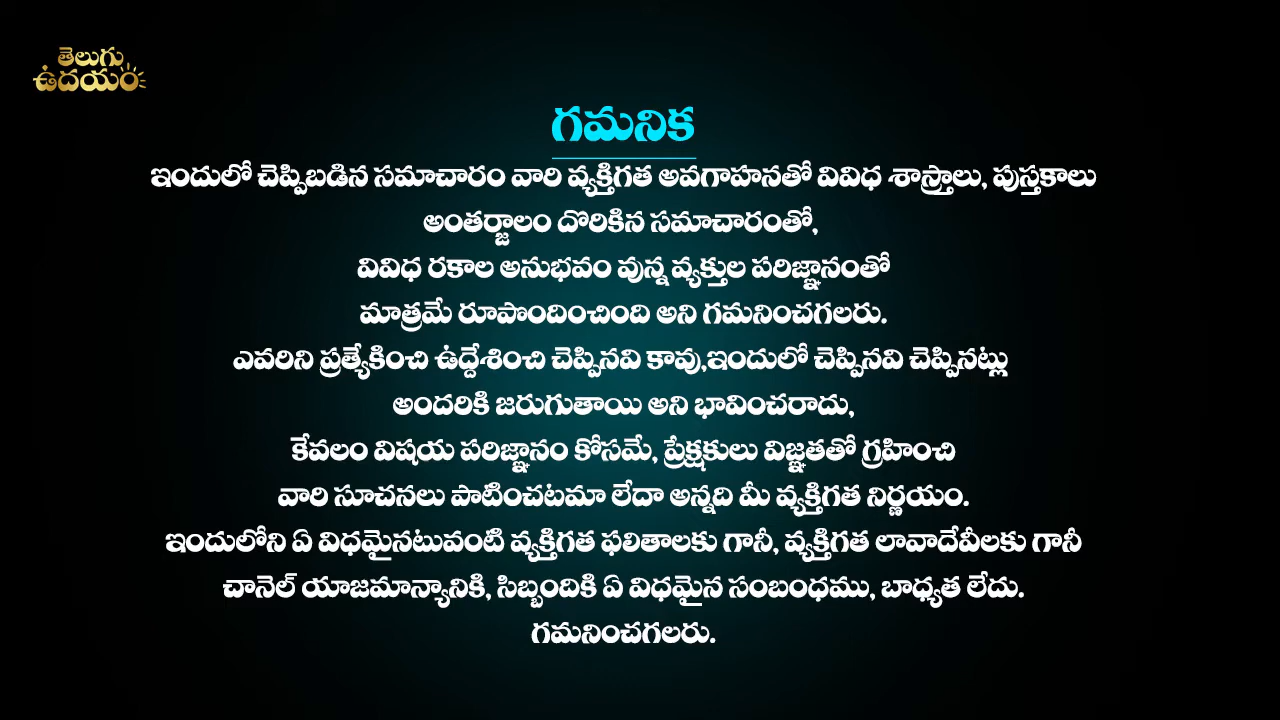 తెలుగు
ఉదయం
గమనిక
ఇందులో చెప్పిబడిన సమాచారం వారి వ్యక్తిగత అవగాహనతో వివిధ శాస్త్రాలు, పుస్తకాలు
అంతర్జాలం దొరికిన సమాచారంతో,
వివిధ రకాల అనుభవం వున్న వ్యక్తుల పరిజ్ఞానంతో
మాత్రమే రూపొందించింది అని గమనించగలరు.
ఎవరిని ప్రత్యేకించి ఉద్దేశించి చెప్పినవి కావు,ఇందులో చెప్పినవి చెప్పినట్లు
అందరికి జరుగుతాయి అని భావించరాదు,
కేవలం విషయ పరిజ్ఞానం కోసమే, ప్రేక్షకులు విజ్ఞతతో గ్రహించి
వారి సూచనలు పాటించటమా లేదా అన్నది మీ వ్యక్తిగత నిర్ణయం.
ఇందులోని ఏ విధమైనటువంటి వ్యక్తిగత ఫలితాలకు గానీ, వ్యక్తిగత లావాదేవీలకు గానీ
చానెల్ యాజమాన్యానికి, సిబ్బందికి ఏ విధమైన సంబంధము, బాధ్యత లేదు.
గమనించగలరు.